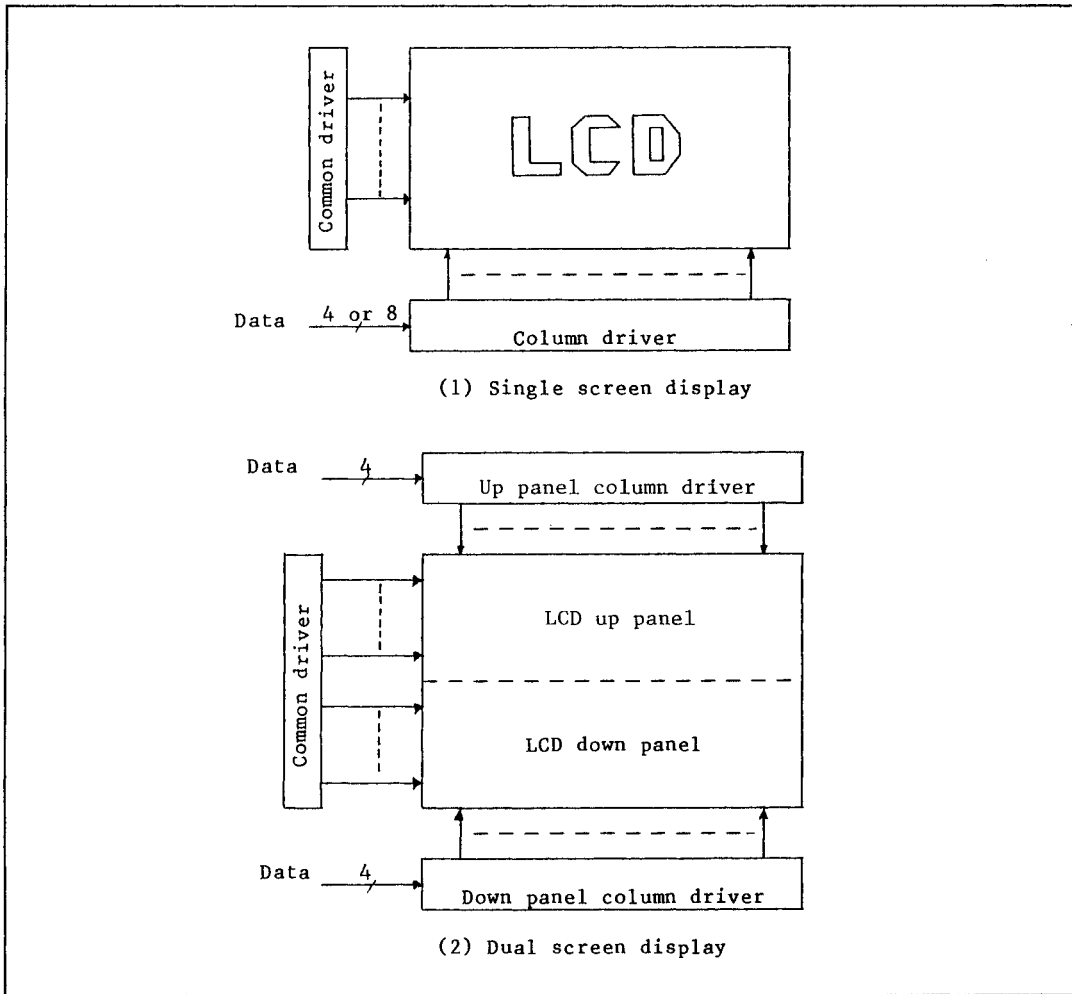 Common driver
LCD
Data
4 or 8
Column driver
(1) Single screen display
Data
4
Up panel column driver
Common driver
LCD up panel
LCD down panel
Data
4
Down panel column driver
(2) Dual screen display